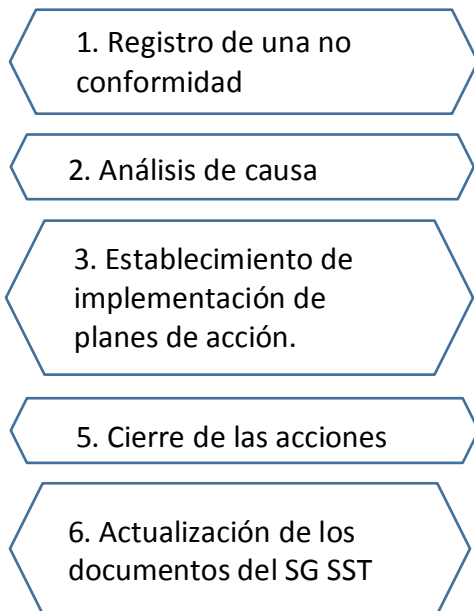 1. Registro de una no
conformidad
2. Análisis de causa
3. Establecimiento de
implementación de
planes de acción.
5. Cierre de las acciones
6. Actualización de los
documentos del SG SST